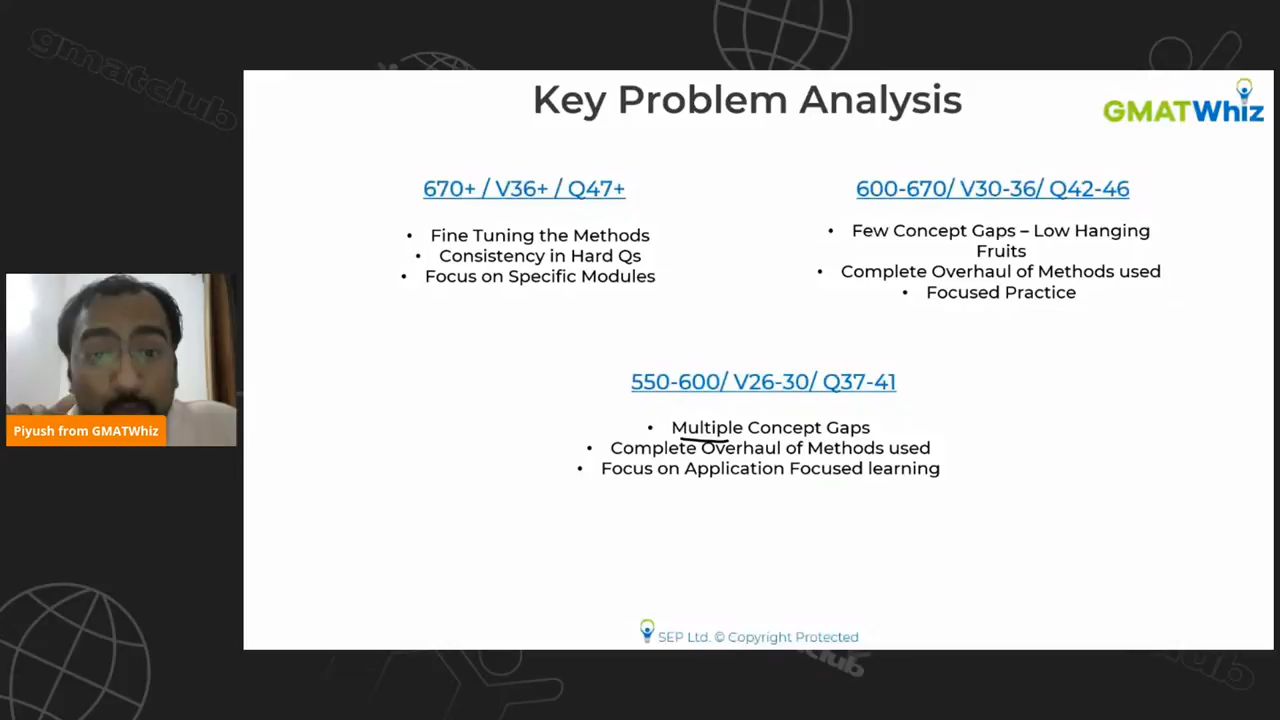 gmatclub
Key Problem Analysis
GMATWhiz
670+ / V36+ / Q47+
• Fine Tuning the Methods
• Consistency in Hard Qs
• Focus on Specific Modules
600-670/ V30-36/ Q42-46
• Few Concept Gaps – Low Hanging
Fruits
• Complete Overhaul of Methods used
• Focused Practice
550-600/ V26-30/ Q37-41
• Multiple Concept Gaps
• Complete Overhaul of Methods used
• Focus on Application Focused learning
Piyush from GMATWhiz
SEP Ltd. © Copyright Protected